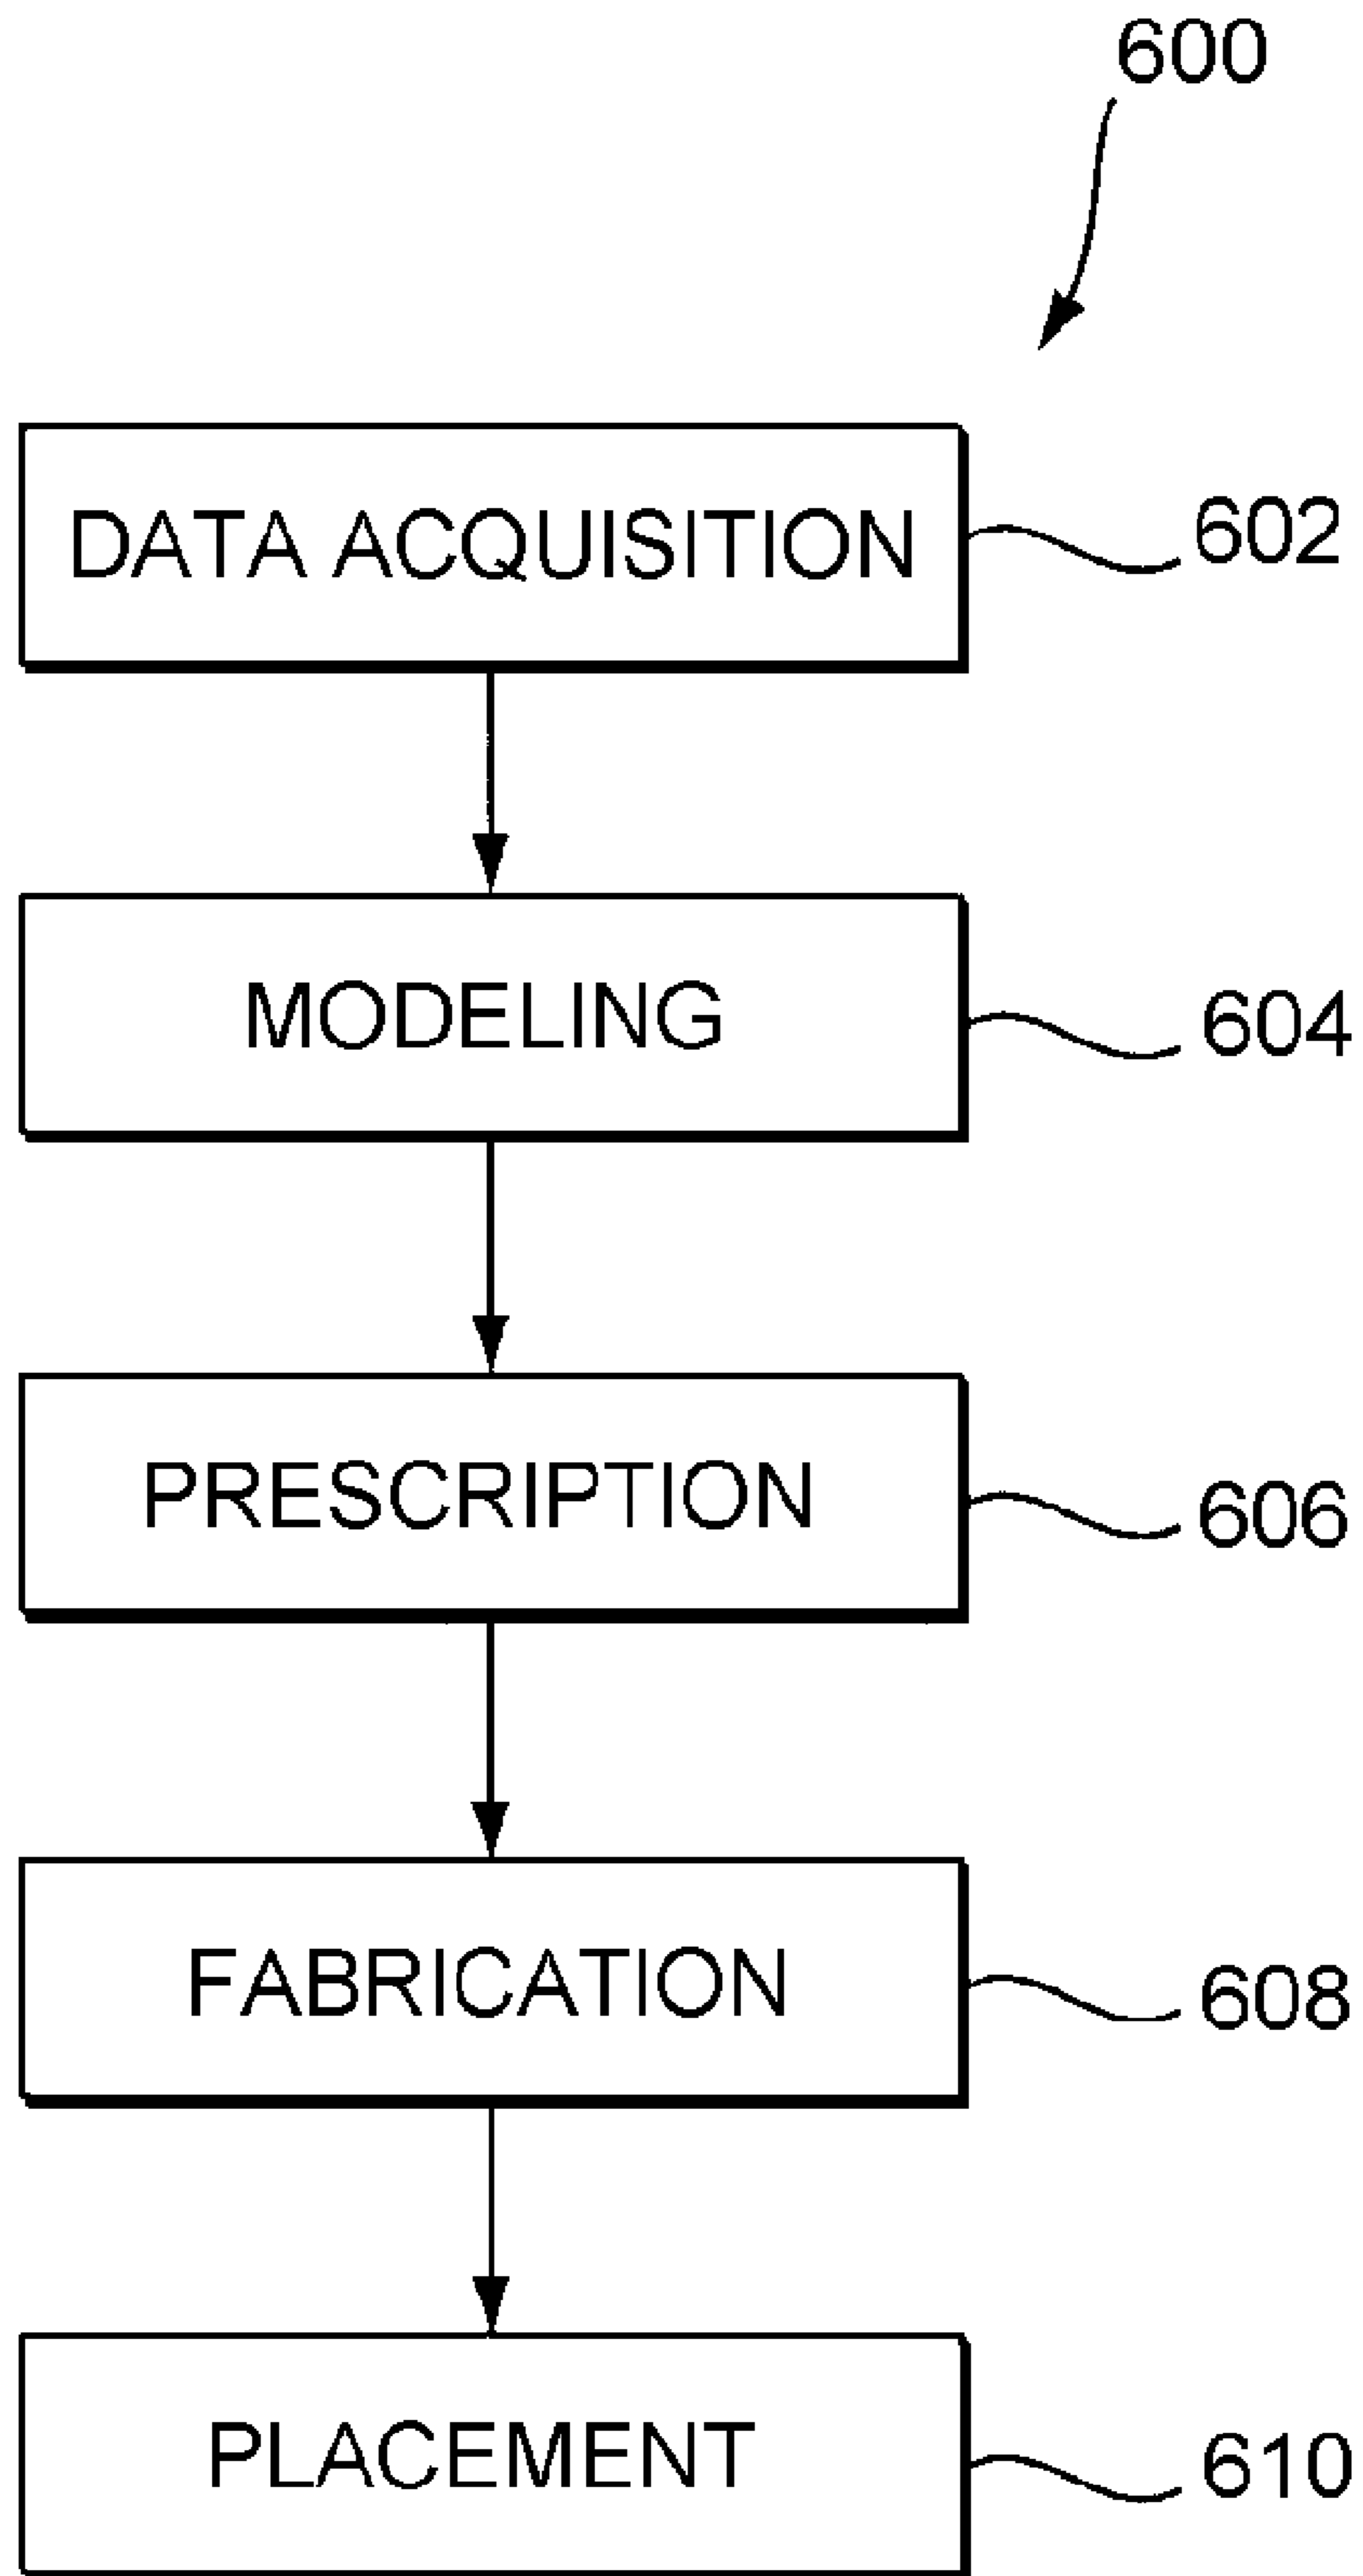 600
DATA ACQUISITION
602
MODELING
604
PRESCRIPTION
606
FABRICATION
608
PLACEMENT
610